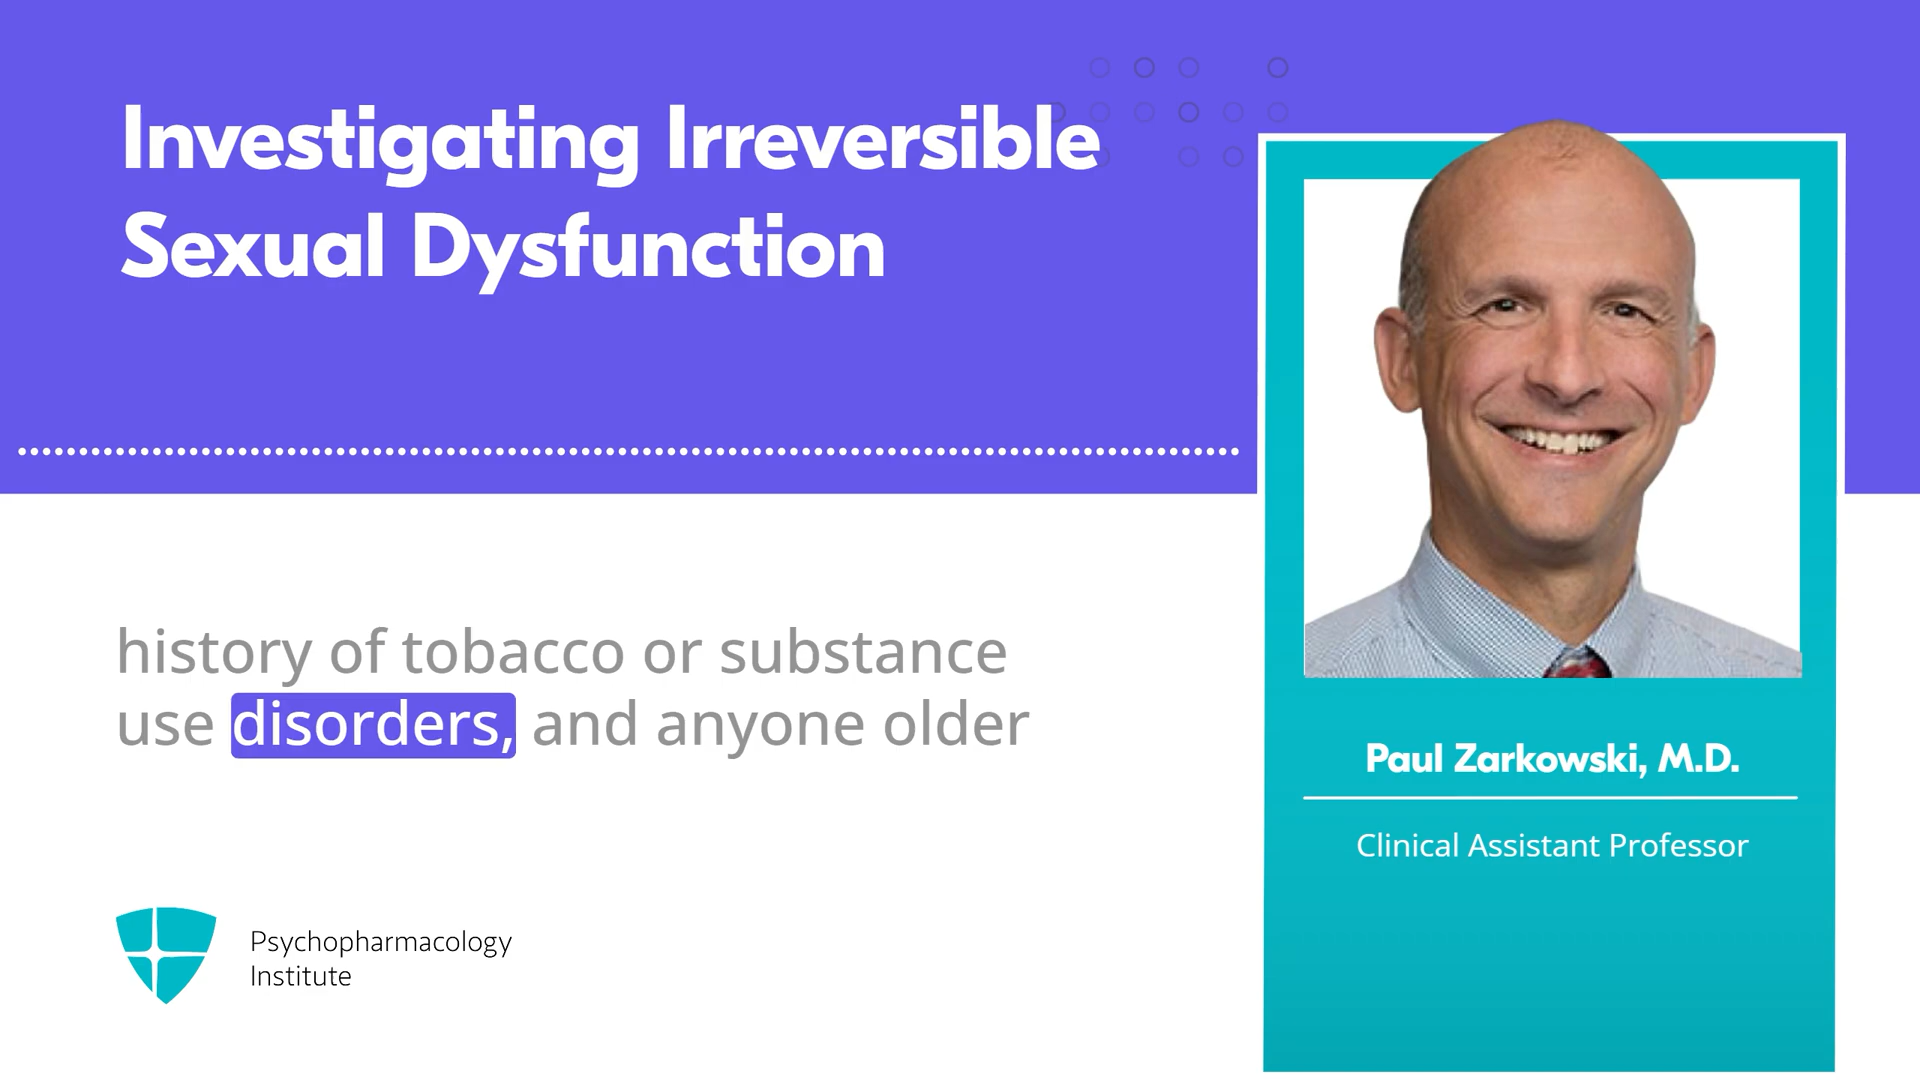 Investigating Irreversible
Sexual Dysfunction
history of tobacco or substance
use disorders, and anyone older
Paul Zarkowski, M.D.
Clinical Assistant Professor
Psychopharmacology
Institute